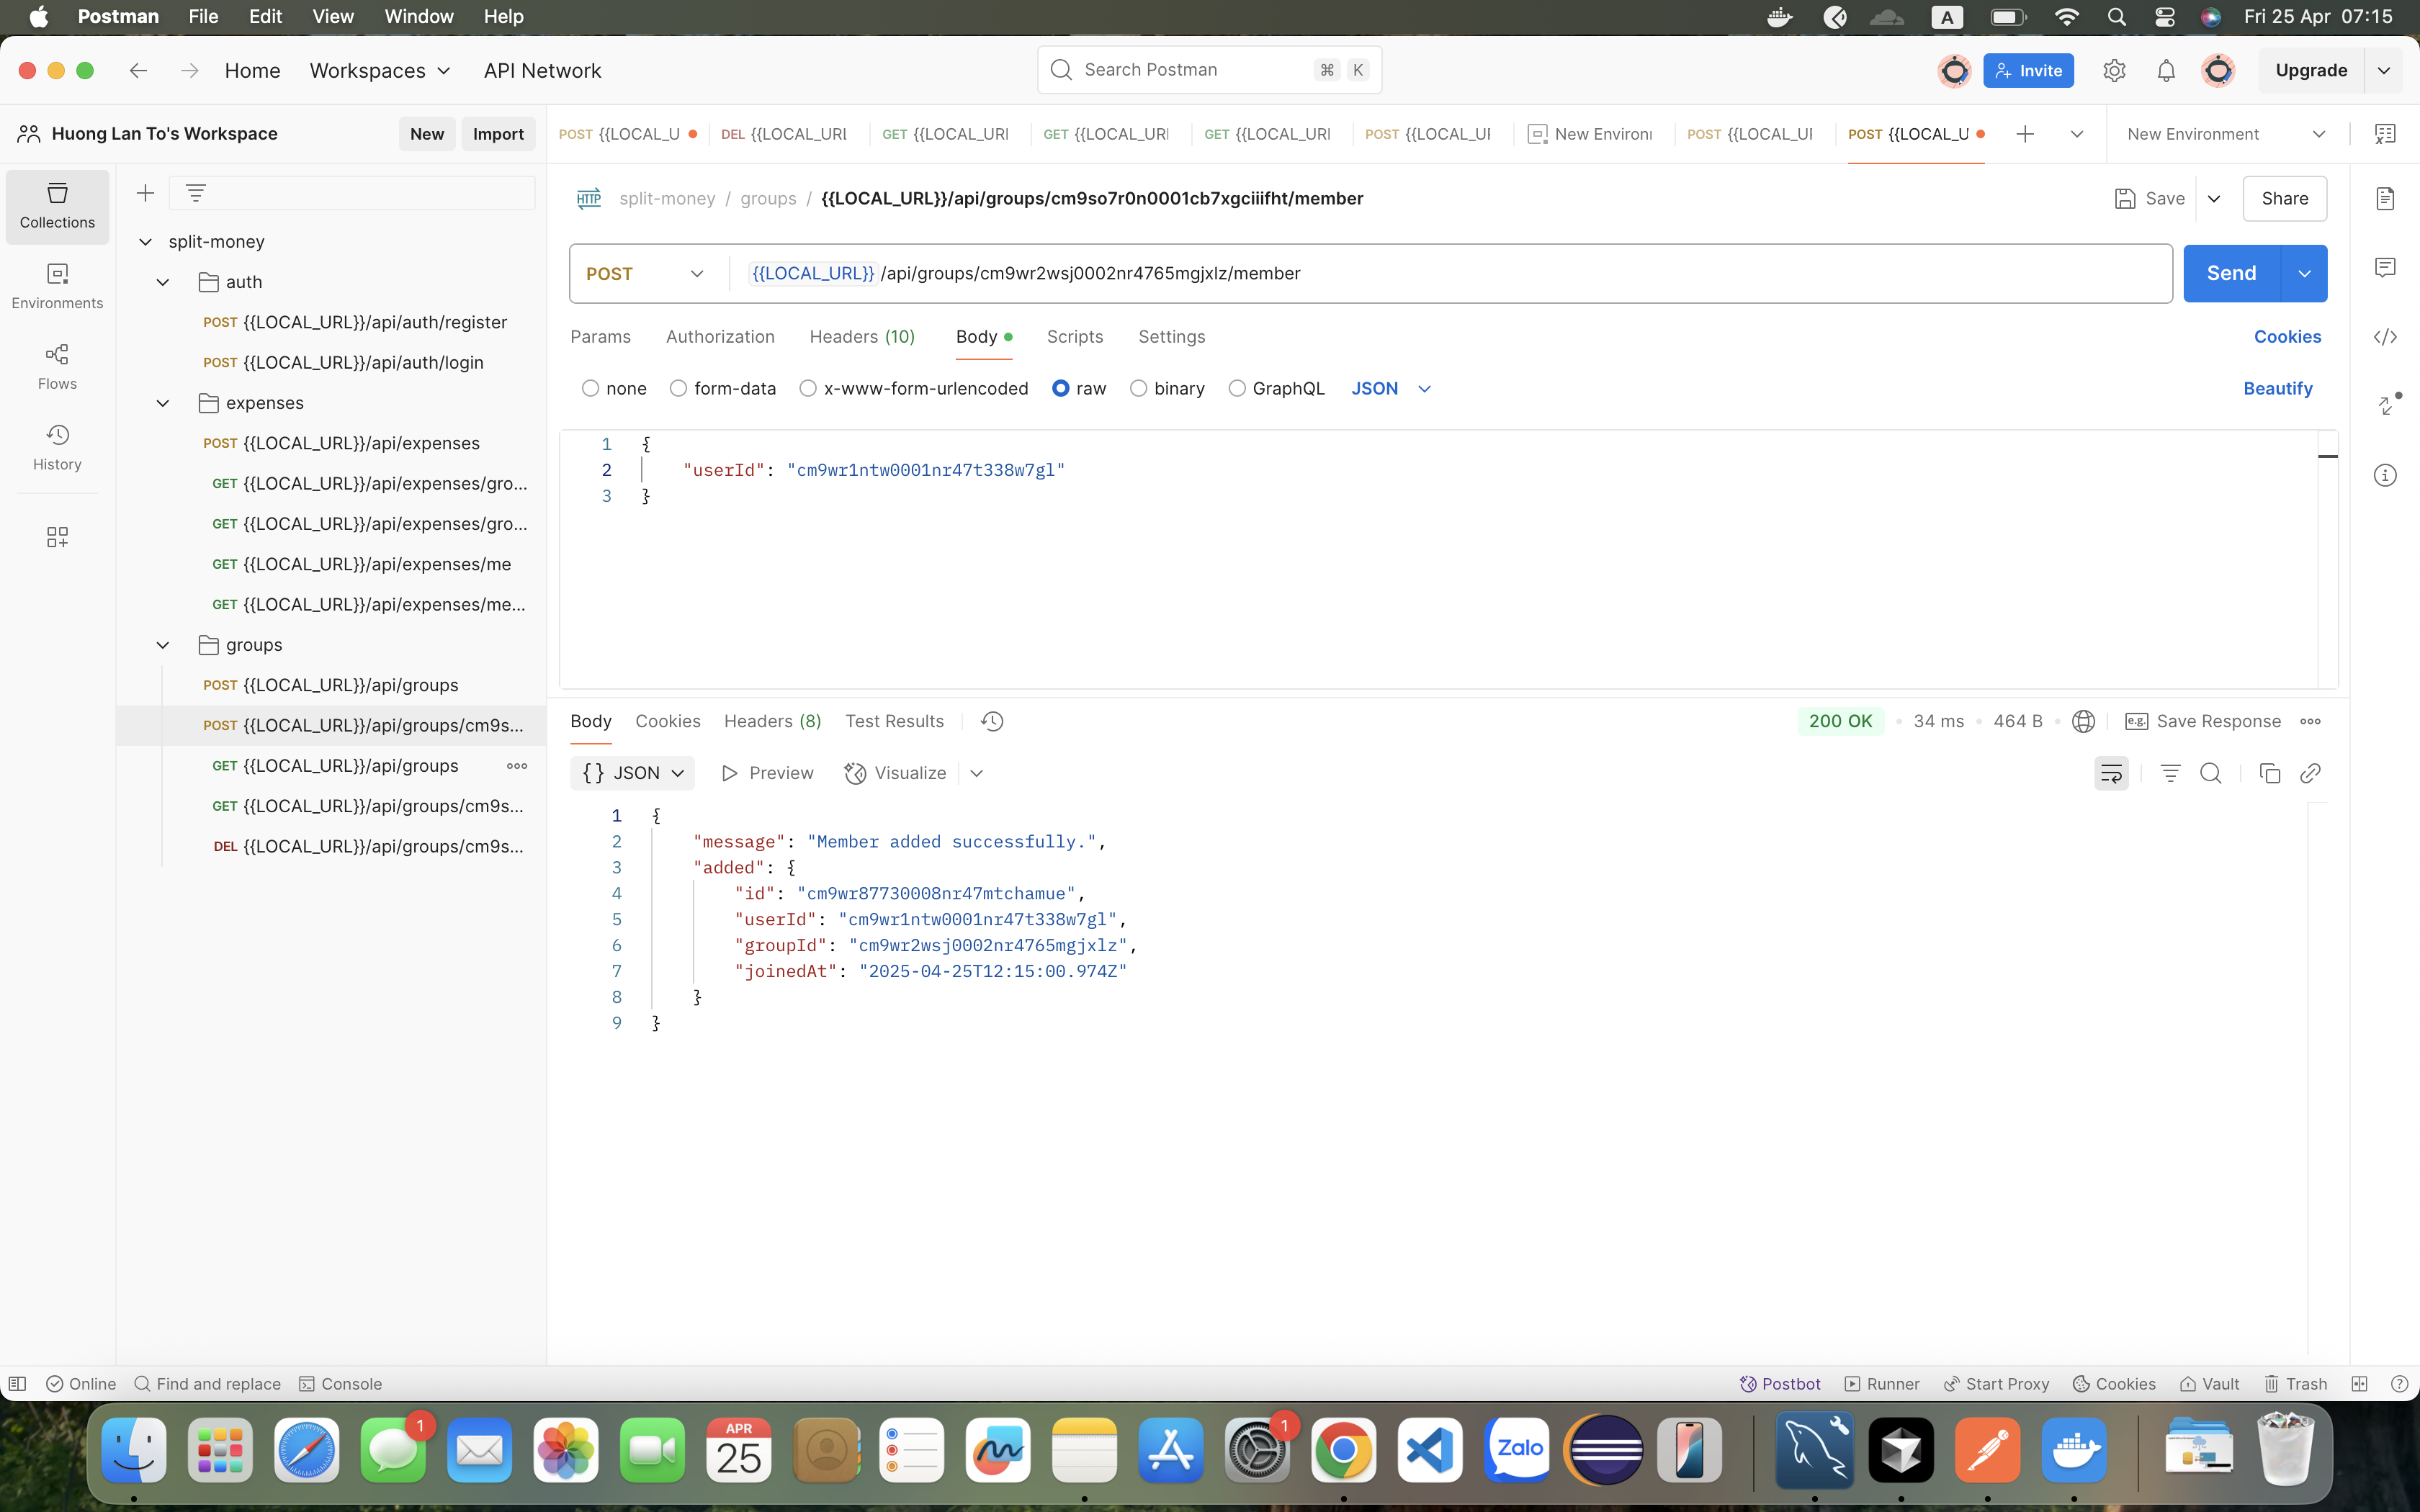 Postman File Edit View Window Help A Fri 25 Apr 07:15
Home Workspaces API Network Search Postman ⌘ K Invite Upgrade
Huong Lan To's Workspace New Import POST {{LOCAL_U DEL {{LOCAL_URL GET {{LOCAL_URI GET {{LOCAL_URI GET {{LOCAL_URI POST {{LOCAL_UF New Environi POST {{LOCAL_UF POST {{LOCAL_U New Environment
Collections
Environments
Flows
History
split-money
auth
POST {{LOCAL_URL}}/api/auth/register
POST {{LOCAL_URL}}/api/auth/login
expenses
POST {{LOCAL_URL}}/api/expenses
GET {{LOCAL_URL}}/api/expenses/gro...
GET {{LOCAL_URL}}/api/expenses/gro...
GET {{LOCAL_URL}}/api/expenses/me
GET {{LOCAL_URL}}/api/expenses/me...
groups
POST {{LOCAL_URL}}/api/groups
POST {{LOCAL_URL}}/api/groups/cm9s...
GET {{LOCAL_URL}}/api/groups
GET {{LOCAL_URL}}/api/groups/cm9s...
DEL {{LOCAL_URL}}/api/groups/cm9s...
HTTP split-money / groups / {{LOCAL_URL}}/api/groups/cm9so7r0n0001cb7xgciiifht/member Save Share
POST {{LOCAL_URL}} /api/groups/cm9wr2wsj0002nr4765mgjxlz/member Send
Params Authorization Headers (10) Body Scripts Settings Cookies
none form-data x-www-form-urlencoded raw binary GraphQL JSON Beautify
1 {
2 "userId": "cm9wr1ntw0001nr47t338w7gl"
3 }
Body Cookies Headers (8) Test Results 200 OK 34 ms 464 B e.g. Save Response
{} JSON Preview Visualize
1 {
2 "message": "Member added successfully.",
3 "added": {
4 "id": "cm9wr87730008nr47mtchamue",
5 "userId": "cm9wr1ntw0001nr47t338w7gl",
6 "groupId": "cm9wr2wsj0002nr4765mgjxlz",
7 "joinedAt": "2025-04-25T12:15:00.974Z"
8 }
9 }
Online Find and replace Console Postbot Runner Start Proxy Cookies Vault Trash
1 APR 25 1 Zalo